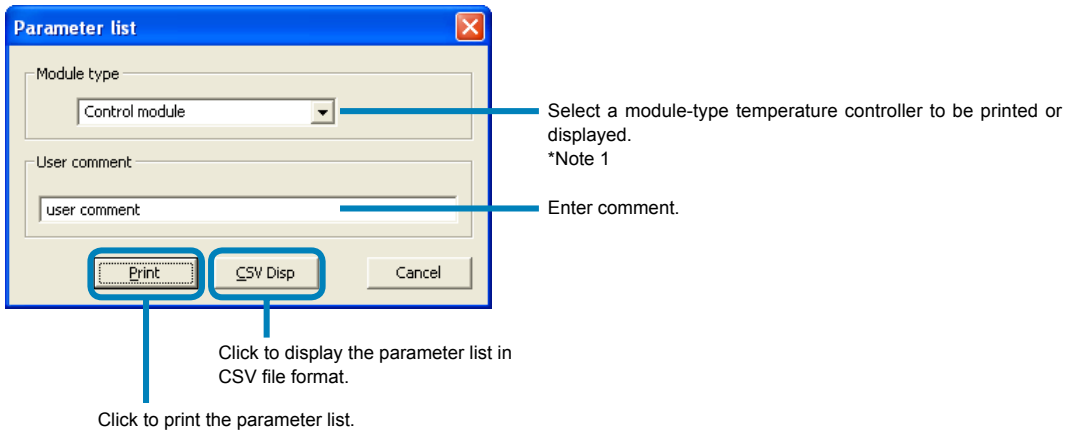 Parameter list
Module type
Control module
Select a module-type temperature controller to be printed or
displayed.
*Note 1
User comment
user comment
Enter comment.
Print
CSV Disp
Cancel
Click to display the parameter list in
CSV file format.
Click to print the parameter list.